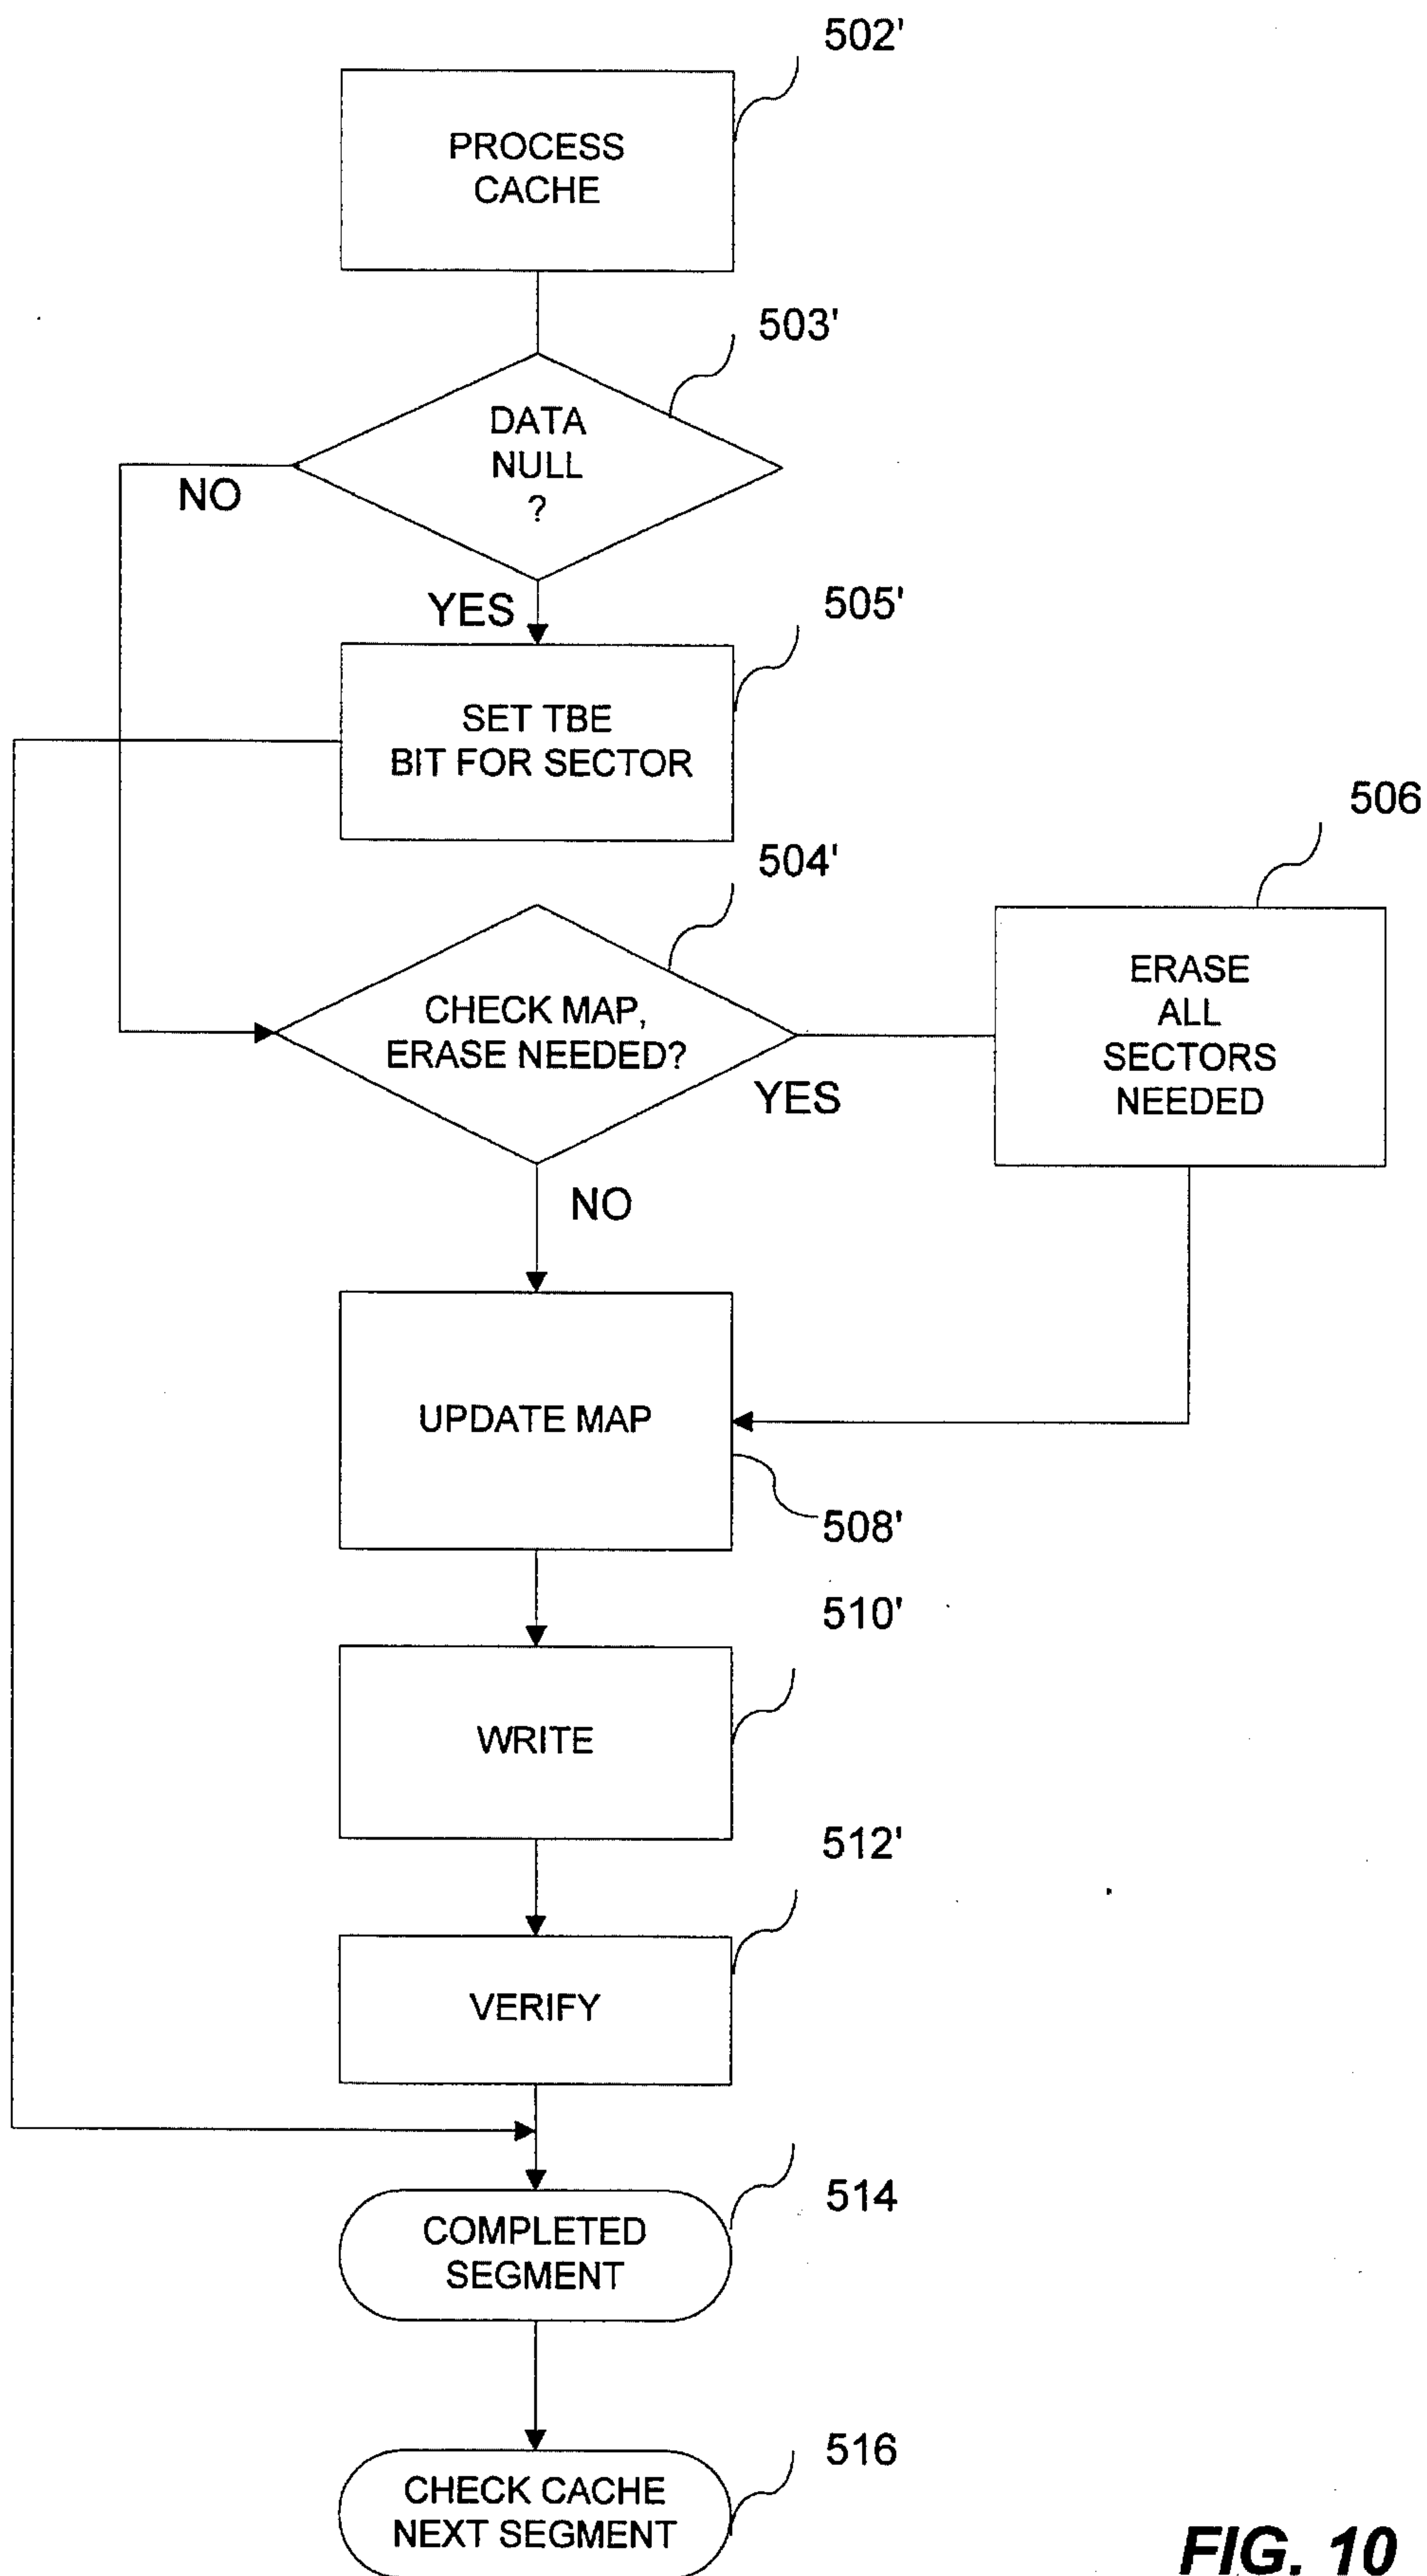 502'
PROCESS
CACHE
503'
DATA
NULL
?
NO
YES
505'
SET TBE
BIT FOR SECTOR
506
504'
ERASE
ALL
SECTORS
NEEDED
CHECK MAP,
ERASE NEEDED?
YES
NO
UPDATE MAP
508'
510'
WRITE
512'
VERIFY
514
COMPLETED
SEGMENT
516
CHECK CACHE
NEXT SEGMENT
FIG. 10